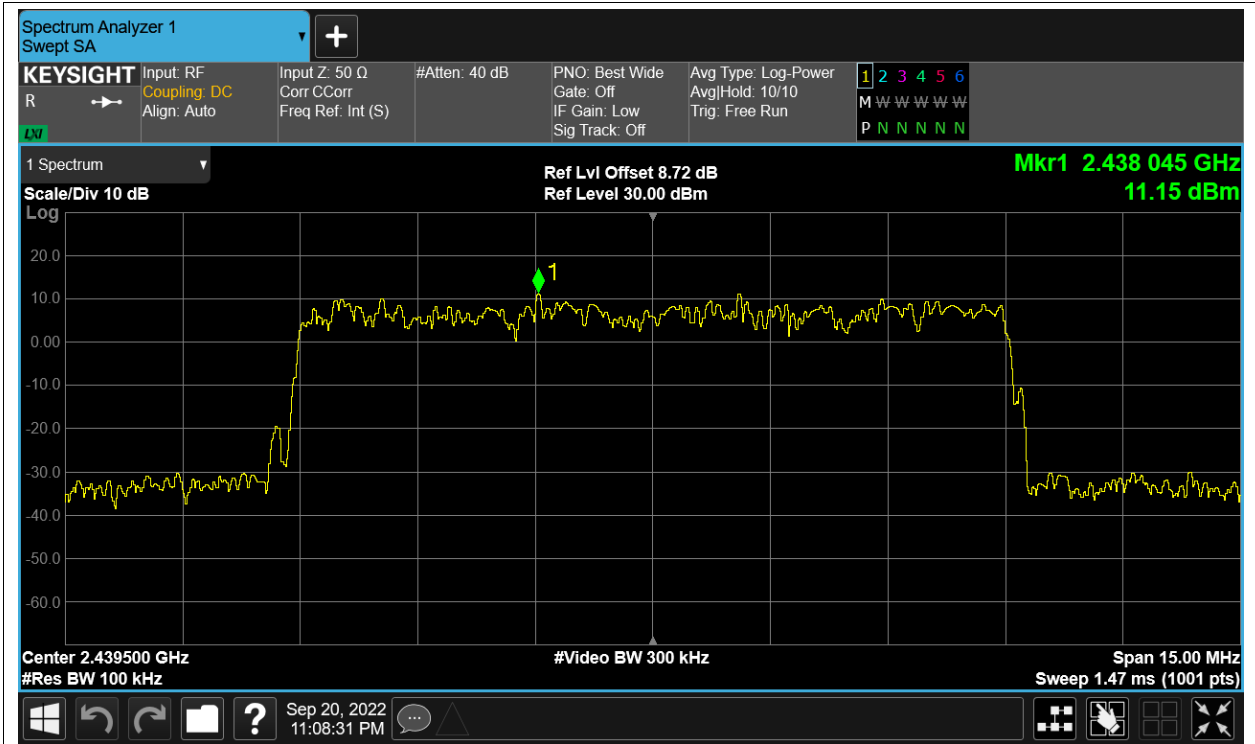 Spectrum Analyzer 1
Swept SA
KEYSIGHT
R
LXI
Input: RF
Coupling: DC
Align: Auto
Input Z: 50 Ω
Corr CCorr
Freq Ref: Int (S)
#Atten: 40 dB
PNO: Best Wide
Gate: Off
IF Gain: Low
Sig Track: Off
Avg Type: Log-Power
Avg|Hold: 10/10
Trig: Free Run
1 2 3 4 5 6
M W W W W W
P N N N N N
1 Spectrum
Scale/Div 10 dB
Log
Ref Lvl Offset 8.72 dB
Ref Level 30.00 dBm
Mkr1 2.438 045 GHz
11.15 dBm
20.0
1
10.0
0.00
-10.0
-20.0
-30.0
-40.0
-50.0
-60.0
Center 2.439500 GHz
#Video BW 300 kHz
Span 15.00 MHz
#Res BW 100 kHz
Sweep 1.47 ms (1001 pts)
?
Sep 20, 2022
11:08:31 PM